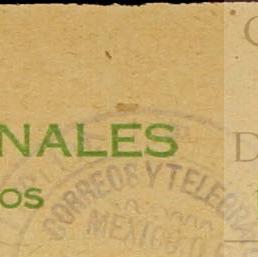 NALES
OS
CORREOS Y TELEGRA
MEXICO D